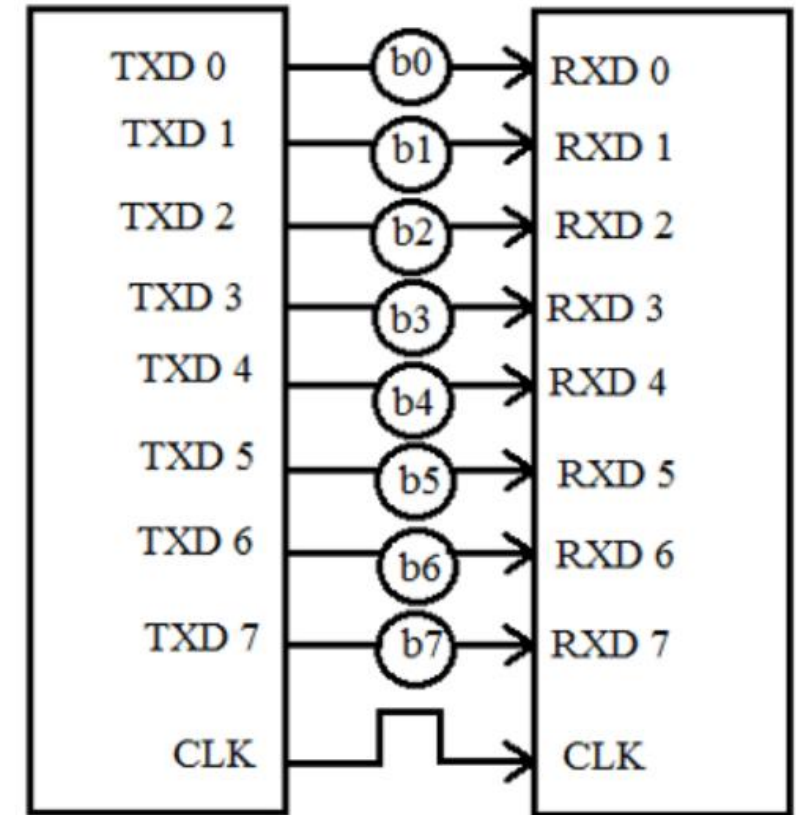 TXD 0 b0 RXD 0
TXD 1 b1 RXD 1
TXD 2 b2 RXD 2
TXD 3 b3 RXD 3
TXD 4 b4 RXD 4
TXD 5 b5 RXD 5
TXD 6 b6 RXD 6
TXD 7 b7 RXD 7
CLK CLK